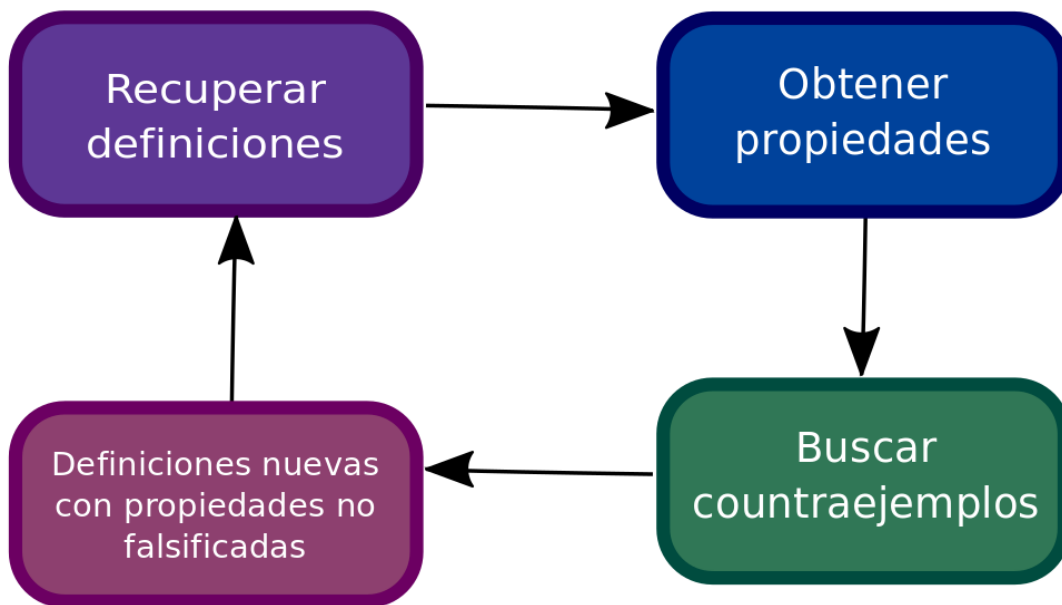 Recuperar
definiciones
Obtener
propiedades
Buscar
countraejemplos
Definiciones nuevas
con propiedades no
falsificadas